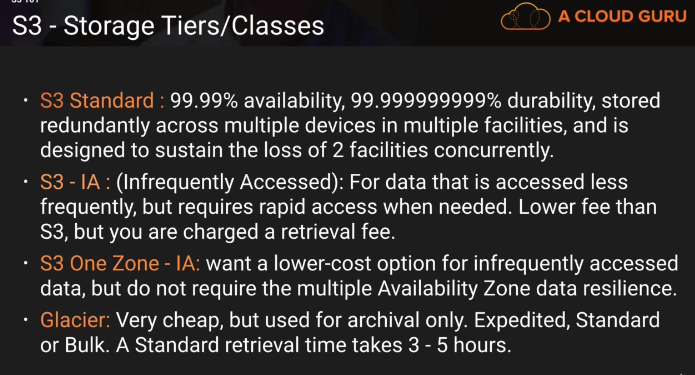 S3 - Storage Tiers/Classes
A CLOUD GURU
• S3 Standard : 99.99% availability, 99.999999999% durability, stored
redundantly across multiple devices in multiple facilities, and is
designed to sustain the loss of 2 facilities concurrently.
• S3 - IA : (Infrequently Accessed): For data that is accessed less
frequently, but requires rapid access when needed. Lower fee than
S3, but you are charged a retrieval fee.
• S3 One Zone - IA: want a lower-cost option for infrequently accessed
data, but do not require the multiple Availability Zone data resilience.
• Glacier: Very cheap, but used for archival only. Expedited, Standard
or Bulk. A Standard retrieval time takes 3 - 5 hours.